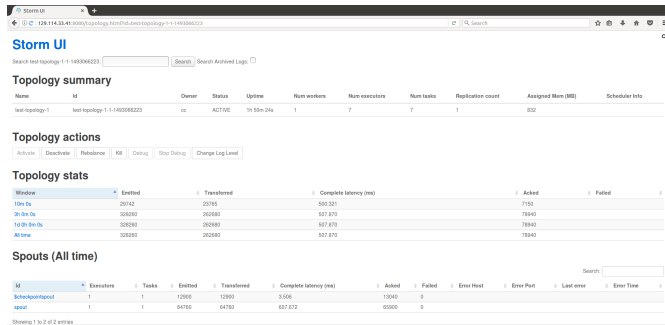 Storm UI
129.114.33.41:8080/topology.html?id=test-topology-1-1-1493066223
Search
Storm UI
Search test-topology-1-1-1493066223: Search Search Archived Logs:
Topology summary
Name Id Owner Status Uptime Num workers Num executors Num tasks Replication count Assigned Mem (MB) Scheduler Info
test-topology-1 test-topology-1-1-1493066223 cc ACTIVE 1h 50m 24s 1 7 7 1 832
Topology actions
Activate Deactivate Rebalance Kill Debug Stop Debug Change Log Level
Topology stats
Window Emitted Transferred Complete latency (ms) Acked Failed
10m 0s 29742 23785 500.321 7150
3h 0m 0s 328260 262680 507.870 78940
1d 0h 0m 0s 328260 262680 507.870 78940
All time 328260 262680 507.870 78940
Spouts (All time)
Search:
Id Executors Tasks Emitted Transferred Complete latency (ms) Acked Failed Error Host Error Port Last error Error Time
$checkpointspout 1 1 12900 12900 3.506 13040 0
spout 1 1 64760 64760 607.672 65900 0
Showing 1 to 2 of 2 entries